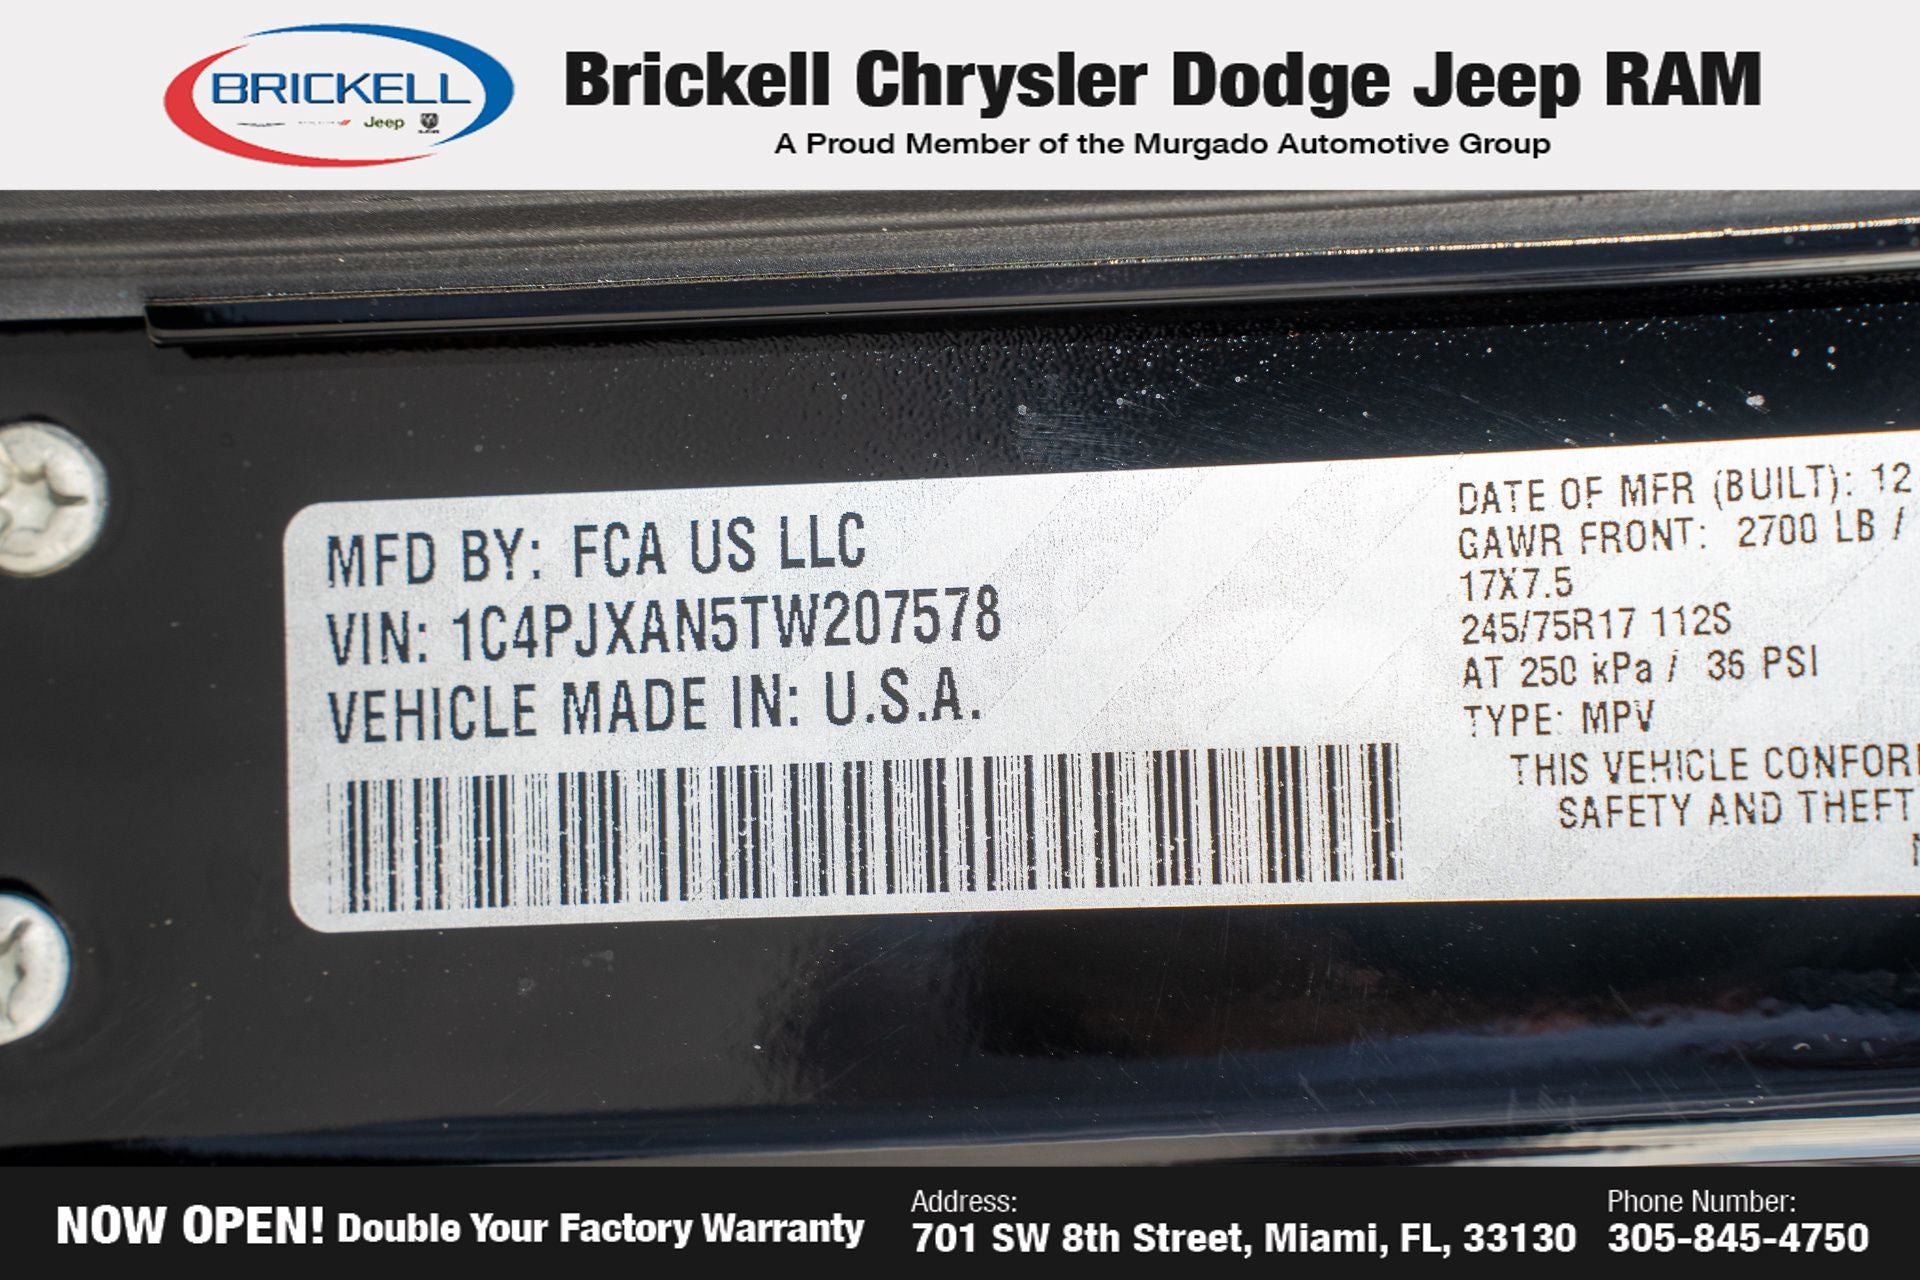 BRICKELL
Jeep
Brickell Chrysler Dodge Jeep RAM
A Proud Member of the Murgado Automotive Group
MFD BY: FCA US LLC
VIN: 1C4PJXAN5TW207578
VEHICLE MADE IN: U.S.A.
DATE OF MFR (BUILT): 12
GAWR FRONT: 2700 LB /
17X7.5
245/75R17 112S
AT 250 kPa / 36 PSI
TYPE: MPV
THIS VEHICLE CONFOR
SAFETY AND THEFT
NOW OPEN! Double Your Factory Warranty
Address:
701 SW 8th Street, Miami, FL, 33130
Phone Number:
305-845-4750